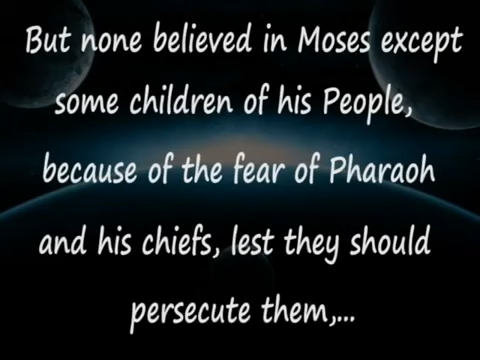 But none believed in Moses except
some children of his People,
because of the fear of Pharaoh
and his chiefs, lest they should
persecute them,...